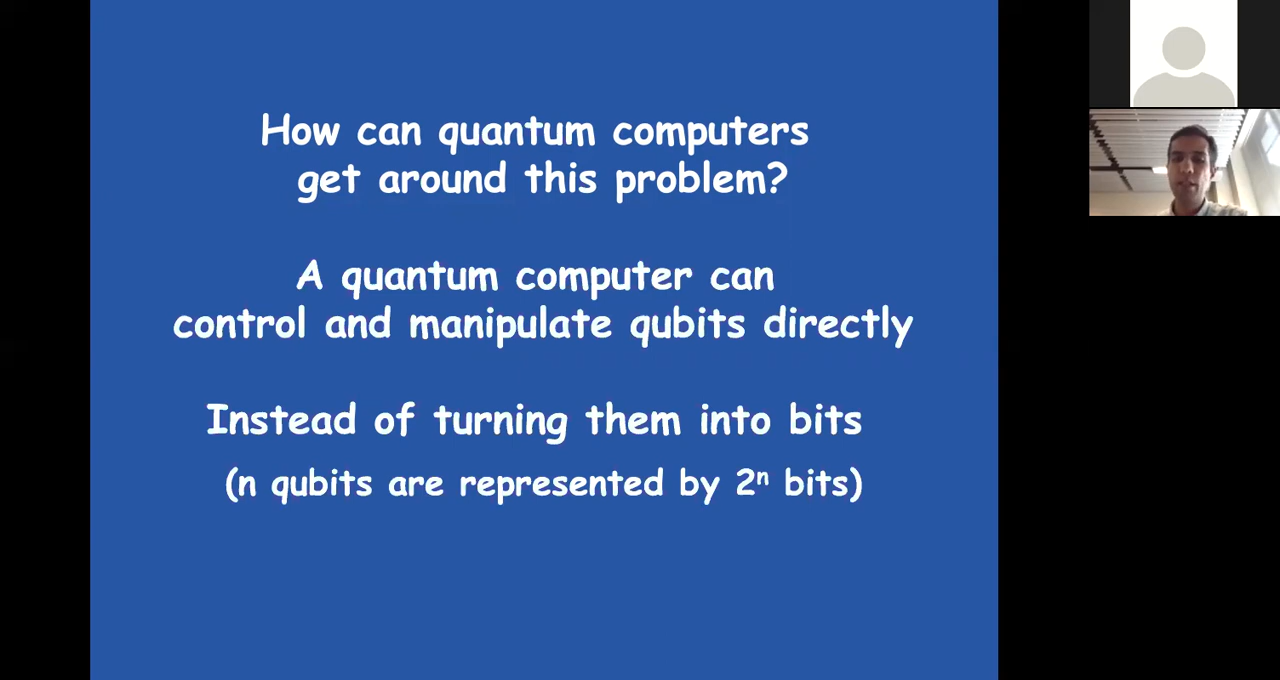 How can quantum computers
get around this problem?
A quantum computer can
control and manipulate qubits directly
Instead of turning them into bits
(n qubits are represented by 2ⁿ bits)